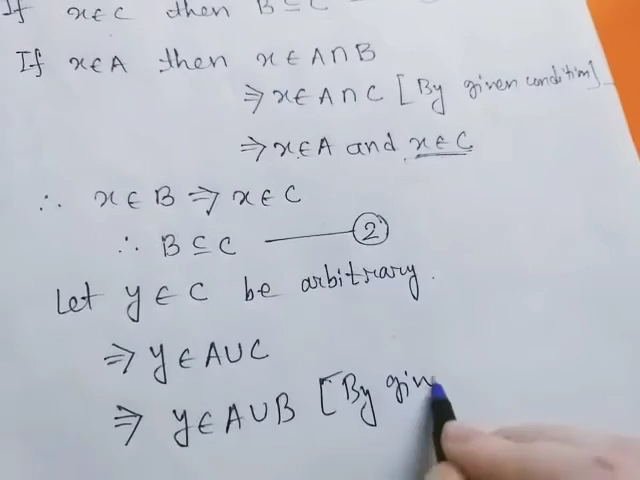 If x∈C then B⊆C
If x∈A then x∈A∩B
⇒ x∈A∩C [By given condition]
⇒ x∈A and x∈C
∴ x∈B ⇒ x∈C
∴ B⊆C — ②
Let y∈C be arbitrary.
⇒ y∈A∪C
⇒ y∈A∪B [By giv